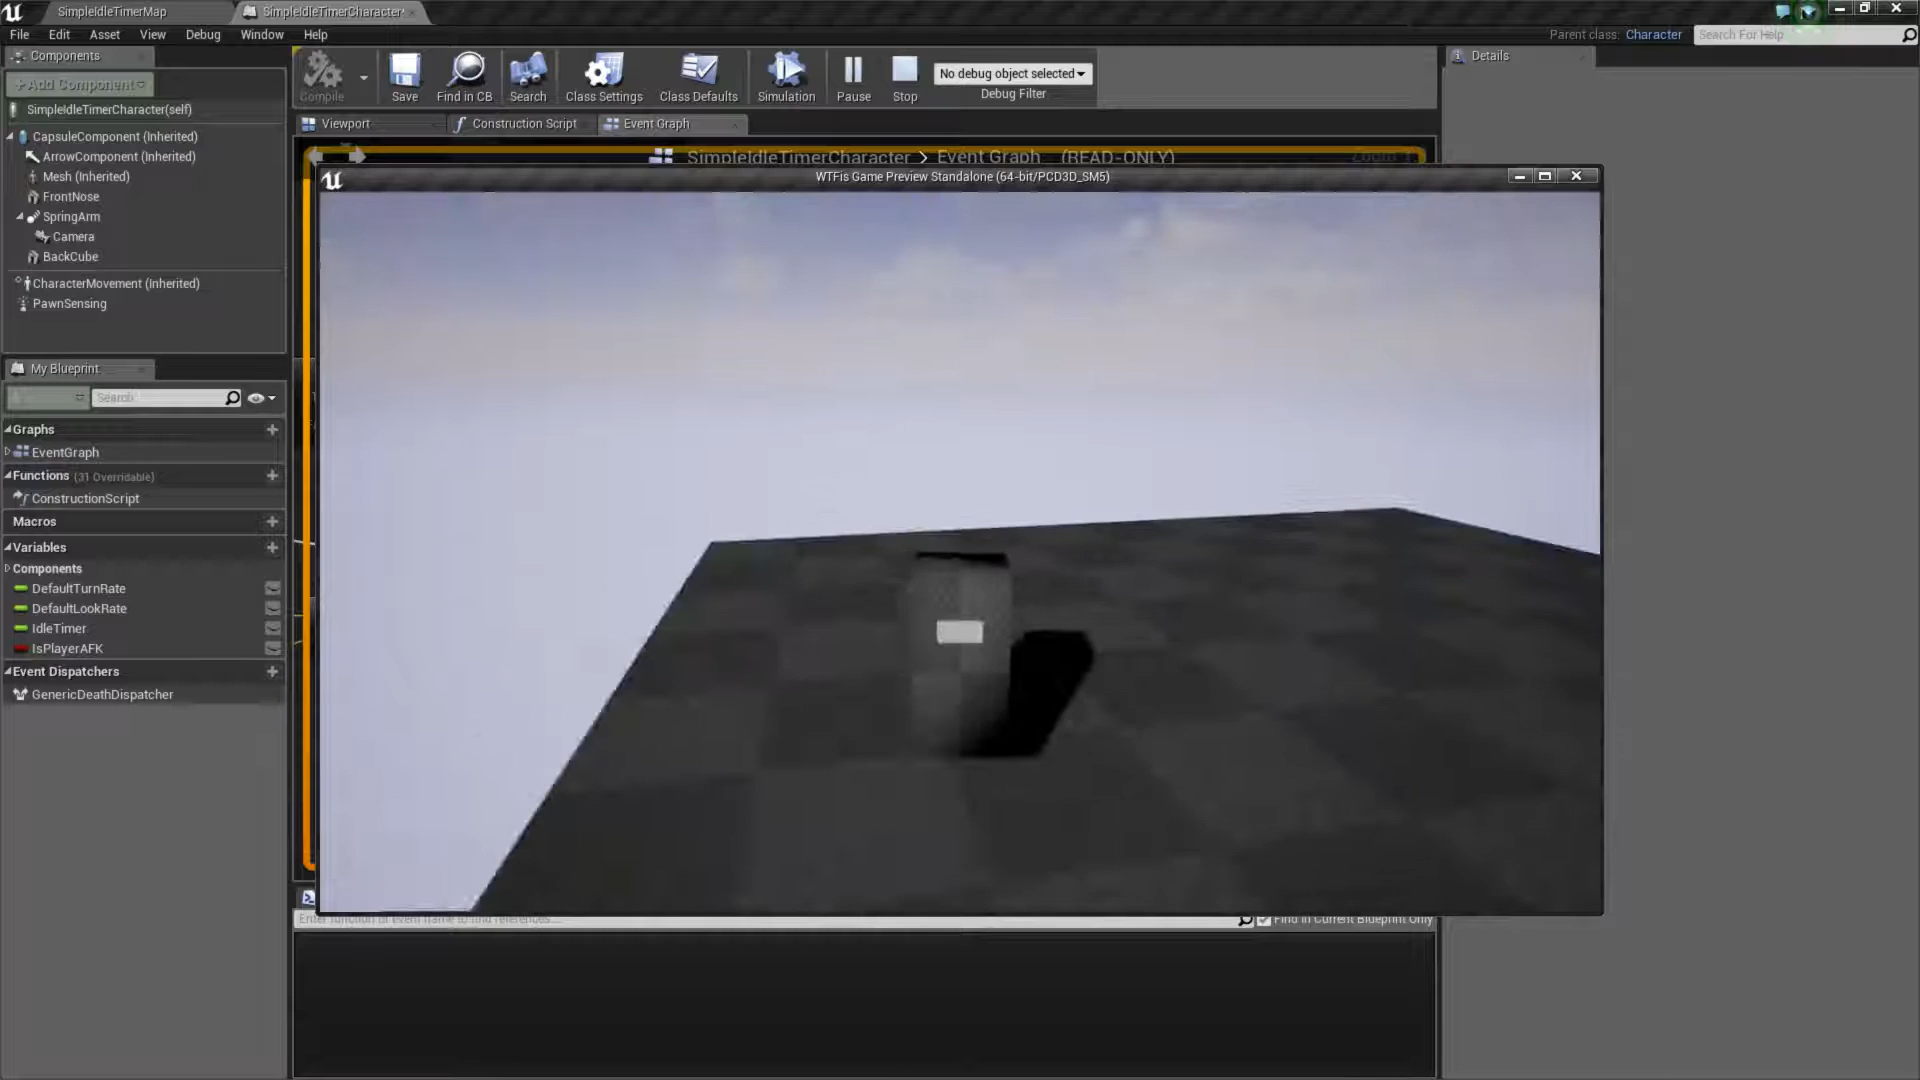 SimpleIdleTimerMap
SimpleIdleTimerCharacter*
File Edit Asset View Debug Window Help
Parent class: Character
Search For Help
Components
+Add Component
SimpleIdleTimerCharacter(self)
CapsuleComponent (Inherited)
ArrowComponent (Inherited)
Mesh (Inherited)
FrontNose
SpringArm
Camera
BackCube
CharacterMovement (Inherited)
PawnSensing
Compile
Save
Find in CB
Search
Class Settings
Class Defaults
Simulation
Pause
Stop
No debug object selected
Debug Filter
Details
Viewport
Construction Script
Event Graph
SimpleIdleTimerCharacter > Event Graph (READ-ONLY)
WTFis Game Preview Standalone (64-bit/PCD3D_SM5)
My Blueprint
Search
Graphs
EventGraph
Functions (31 Overridable)
ConstructionScript
Macros
Variables
Components
DefaultTurnRate
DefaultLookRate
IdleTimer
IsPlayerAFK
Event Dispatchers
GenericDeathDispatcher
Enter function or event name to find references...
Find in Current Blueprint Only